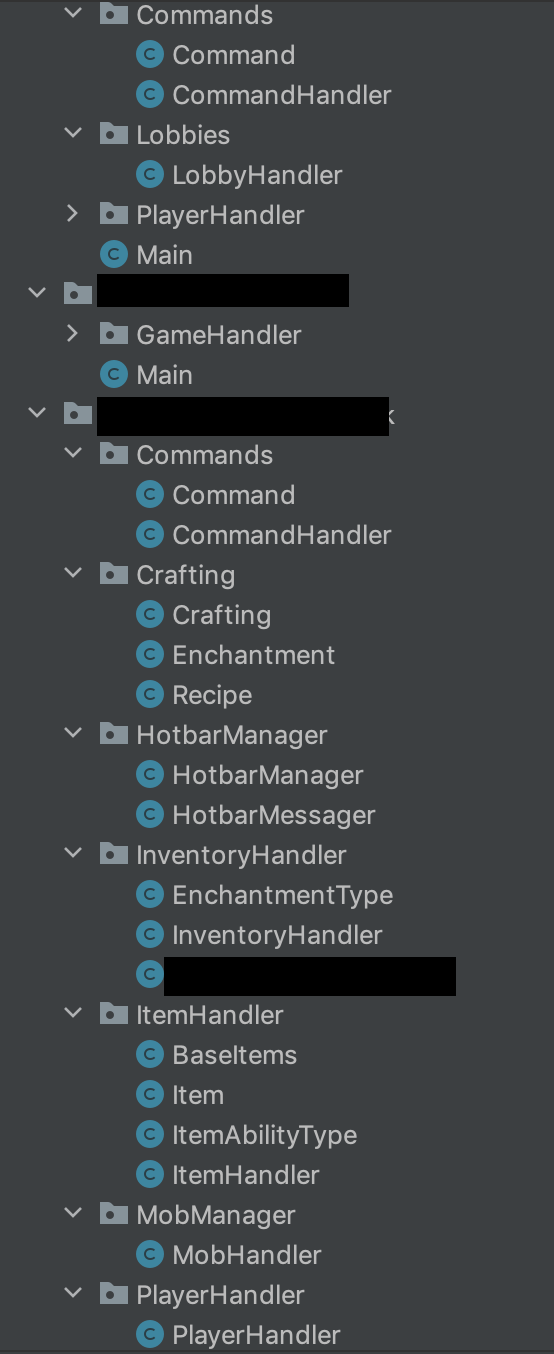 Commands
Command
CommandHandler
Lobbies
LobbyHandler
PlayerHandler
Main
GameHandler
Main
Commands
Command
CommandHandler
Crafting
Crafting
Enchantment
Recipe
HotbarManager
HotbarManager
HotbarMessager
InventoryHandler
EnchantmentType
InventoryHandler
ItemHandler
BaseItems
Item
ItemAbilityType
ItemHandler
MobManager
MobHandler
PlayerHandler
PlayerHandler